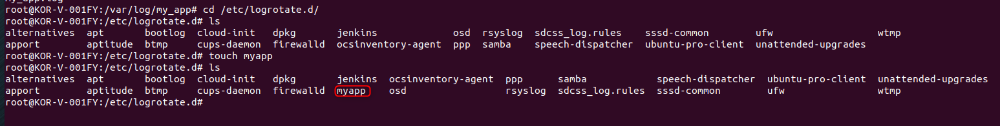 root@KOR-V-001FY:/var/log/my_app# cd /etc/logrotate.d/
root@KOR-V-001FY:/etc/logrotate.d# ls
alternatives apt bootlog cloud-init dpkg jenkins osd rsyslog sdcss_log.rules sssd-common ufw wtmp
apport aptitude btmp cups-daemon firewalld ocsinventory-agent ppp samba speech-dispatcher ubuntu-pro-client unattended-upgrades
root@KOR-V-001FY:/etc/logrotate.d# touch myapp
root@KOR-V-001FY:/etc/logrotate.d# ls
alternatives apt bootlog cloud-init dpkg jenkins ocsinventory-agent ppp samba speech-dispatcher ubuntu-pro-client unattended-upgrades
apport aptitude btmp cups-daemon firewalld myapp osd rsyslog sdcss_log.rules sssd-common ufw wtmp
root@KOR-V-001FY:/etc/logrotate.d#